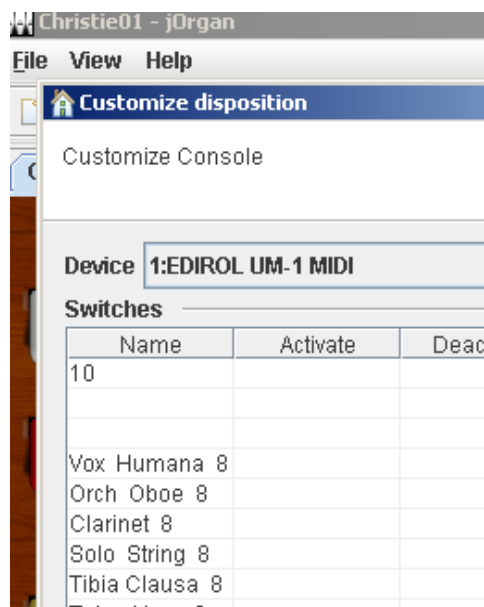 Christie01 - jOrgan
File View Help
Customize disposition
Customize Console
Device 1:EDIROL UM-1 MIDI
Switches
Name Activate Deac
10
Vox Humana 8
Orch Oboe 8
Clarinet 8
Solo String 8
Tibia Clausa 8